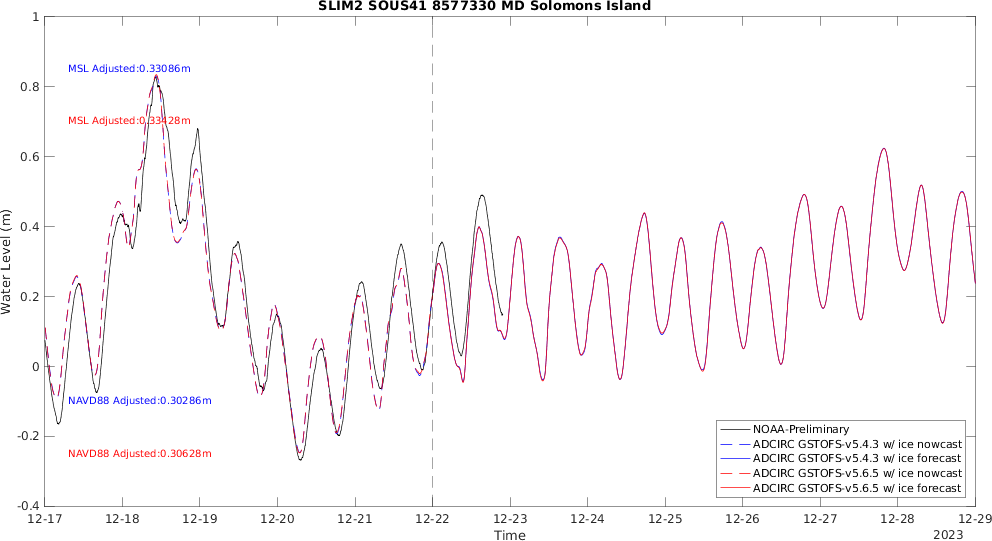 SLIM2 SOUS41 8577330 MD Solomons Island
Water Level (m)
1
0.8
0.6
0.4
0.2
0
-0.2
-0.4
MSL Adjusted:0.33086m
MSL Adjusted:0.33428m
NAVD88 Adjusted:0.30286m
NAVD88 Adjusted:0.30628m
NOAA-Preliminary
ADCIRC GSTOFS-v5.4.3 w/ ice nowcast
ADCIRC GSTOFS-v5.4.3 w/ ice forecast
ADCIRC GSTOFS-v5.6.5 w/ ice nowcast
ADCIRC GSTOFS-v5.6.5 w/ ice forecast
12-17 12-18 12-19 12-20 12-21 12-22 12-23 12-24 12-25 12-26 12-27 12-28 12-29
Time
2023